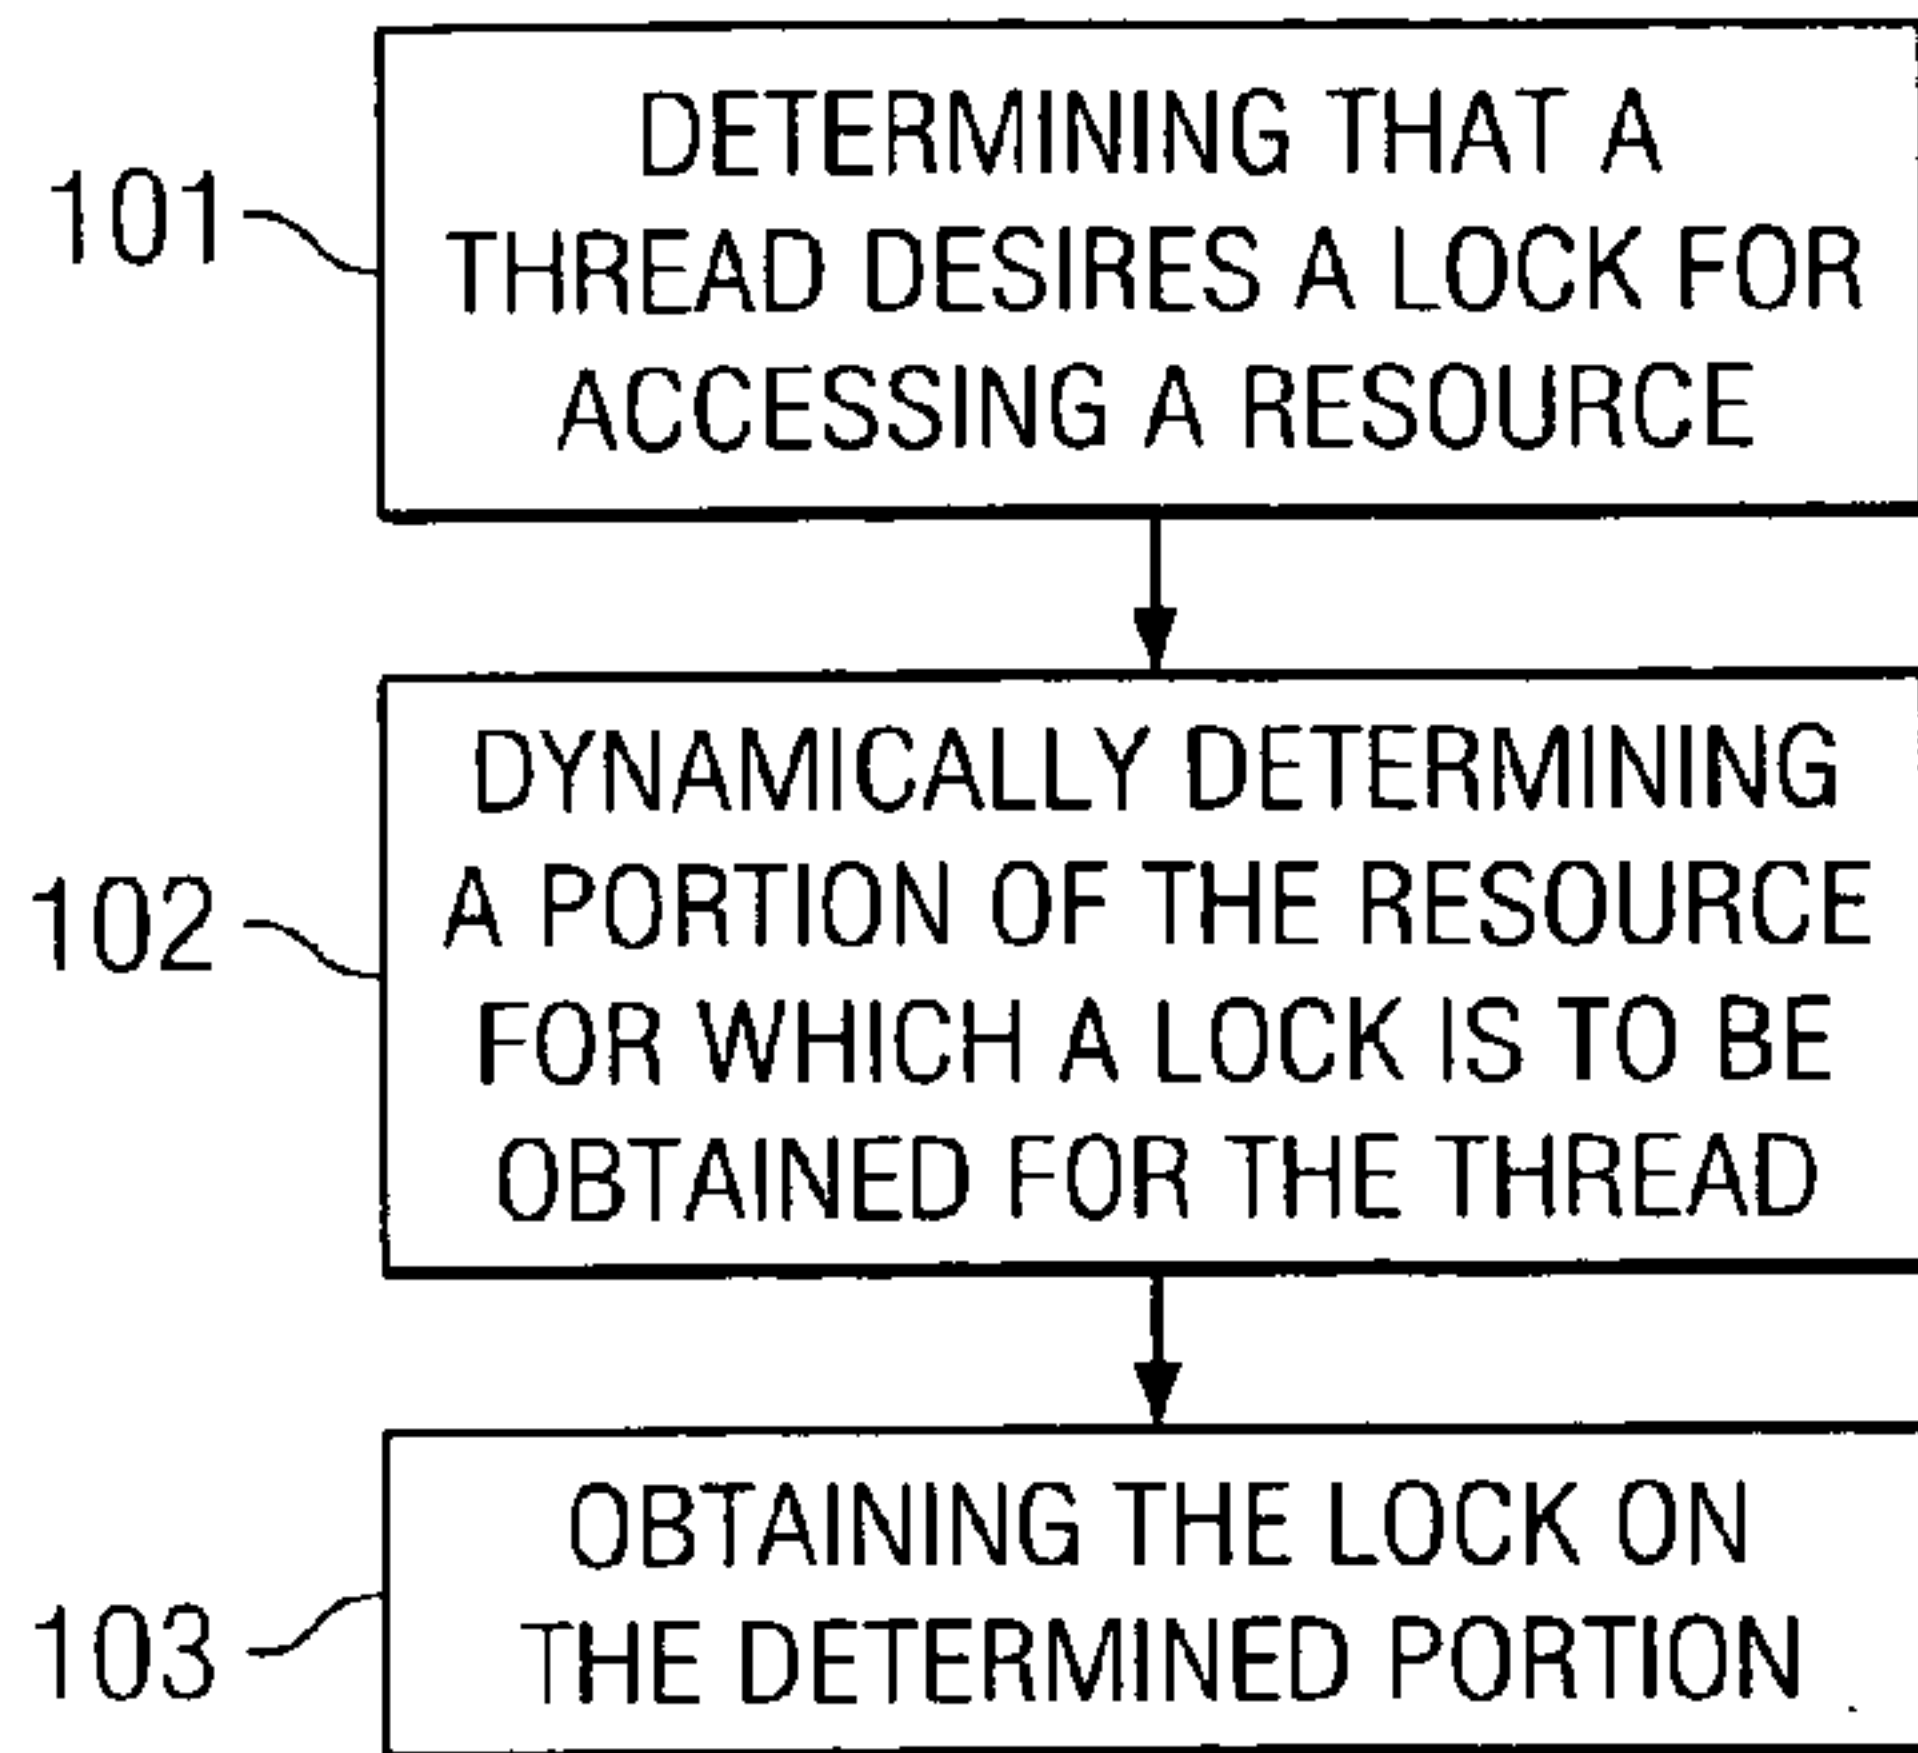 101
DETERMINING THAT A
THREAD DESIRES A LOCK FOR
ACCESSING A RESOURCE
102
DYNAMICALLY DETERMINING
A PORTION OF THE RESOURCE
FOR WHICH A LOCK IS TO BE
OBTAINED FOR THE THREAD
103
OBTAINING THE LOCK ON
THE DETERMINED PORTION